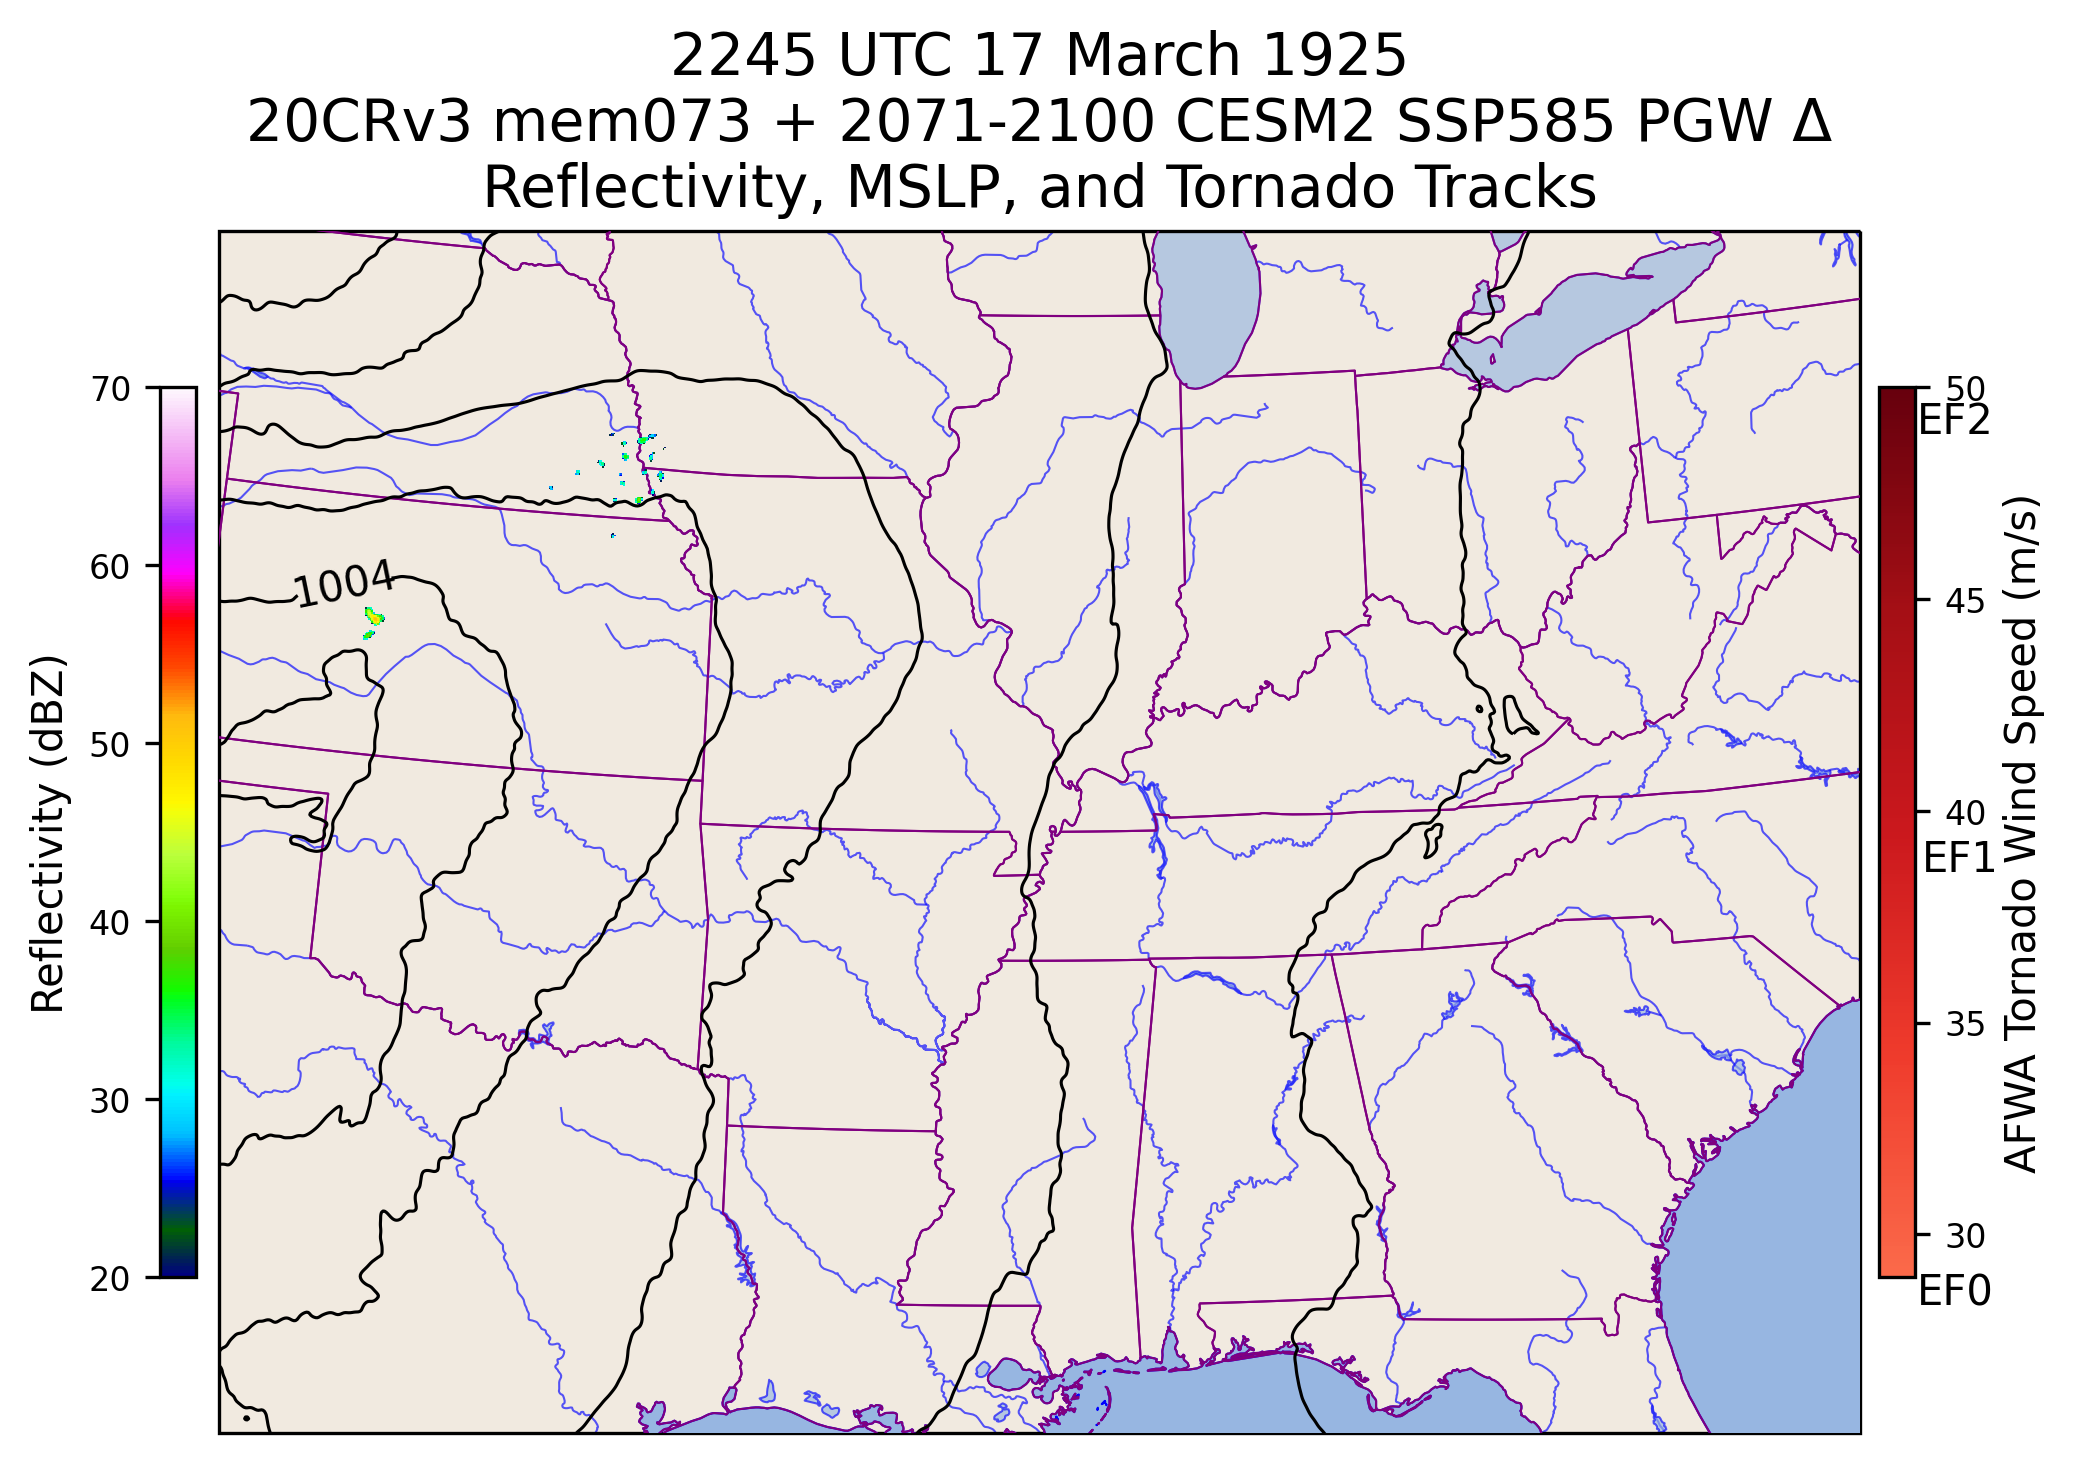 2245 UTC 17 March 1925
20CRv3 mem073 + 2071-2100 CESM2 SSP585 PGW Δ
Reflectivity, MSLP, and Tornado Tracks
70
60
50
40
30
20
Reflectivity (dBZ)
1004
50
EF2
45
40
EF1
35
30
EF0
AFWA Tornado Wind Speed (m/s)